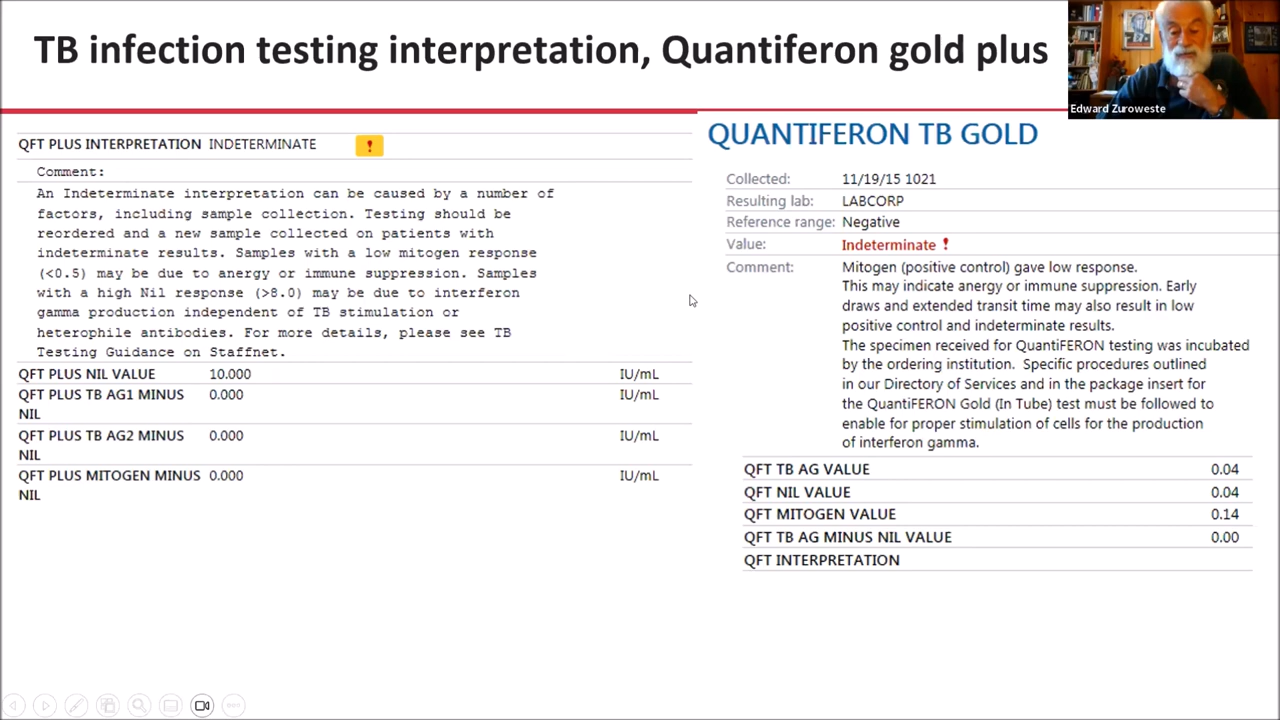 TB infection testing interpretation, Quantiferon gold plus
Edward Zuroweste
QFT PLUS INTERPRETATION INDETERMINATE !
Comment:
An Indeterminate interpretation can be caused by a number of
factors, including sample collection. Testing should be
reordered and a new sample collected on patients with
indeterminate results. Samples with a low mitogen response
(<0.5) may be due to anergy or immune suppression. Samples
with a high Nil response (>8.0) may be due to interferon
gamma production independent of TB stimulation or
heterophile antibodies. For more details, please see TB
Testing Guidance on Staffnet.
QFT PLUS NIL VALUE 10.000 IU/mL
QFT PLUS TB AG1 MINUS 0.000 IU/mL
NIL
QFT PLUS TB AG2 MINUS 0.000 IU/mL
NIL
QFT PLUS MITOGEN MINUS 0.000 IU/mL
NIL
QUANTIFERON TB GOLD
Collected: 11/19/15 1021
Resulting lab: LABCORP
Reference range: Negative
Value: Indeterminate !
Comment: Mitogen (positive control) gave low response.
This may indicate anergy or immune suppression. Early
draws and extended transit time may also result in low
positive control and indeterminate results.
The specimen received for QuantiFERON testing was incubated
by the ordering institution. Specific procedures outlined
in our Directory of Services and in the package insert for
the QuantiFERON Gold (In Tube) test must be followed to
enable for proper stimulation of cells for the production
of interferon gamma.
QFT TB AG VALUE 0.04
QFT NIL VALUE 0.04
QFT MITOGEN VALUE 0.14
QFT TB AG MINUS NIL VALUE 0.00
QFT INTERPRETATION